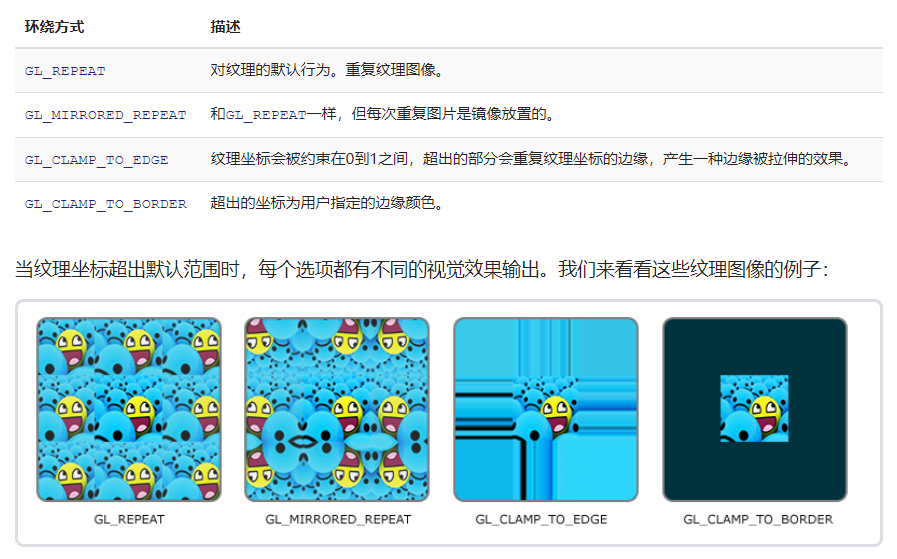 环绕方式 描述
GL_REPEAT 对纹理的默认行为。重复纹理图像。
GL_MIRRORED_REPEAT 和GL_REPEAT一样，但每次重复图片是镜像放置的。
GL_CLAMP_TO_EDGE 纹理坐标会被约束在0到1之间，超出的部分会重复纹理坐标的边缘，产生一种边缘被拉伸的效果。
GL_CLAMP_TO_BORDER 超出的坐标为用户指定的边缘颜色。
当纹理坐标超出默认范围时，每个选项都有不同的视觉效果输出。我们来看看这些纹理图像的例子：
GL_REPEAT GL_MIRRORED_REPEAT GL_CLAMP_TO_EDGE GL_CLAMP_TO_BORDER